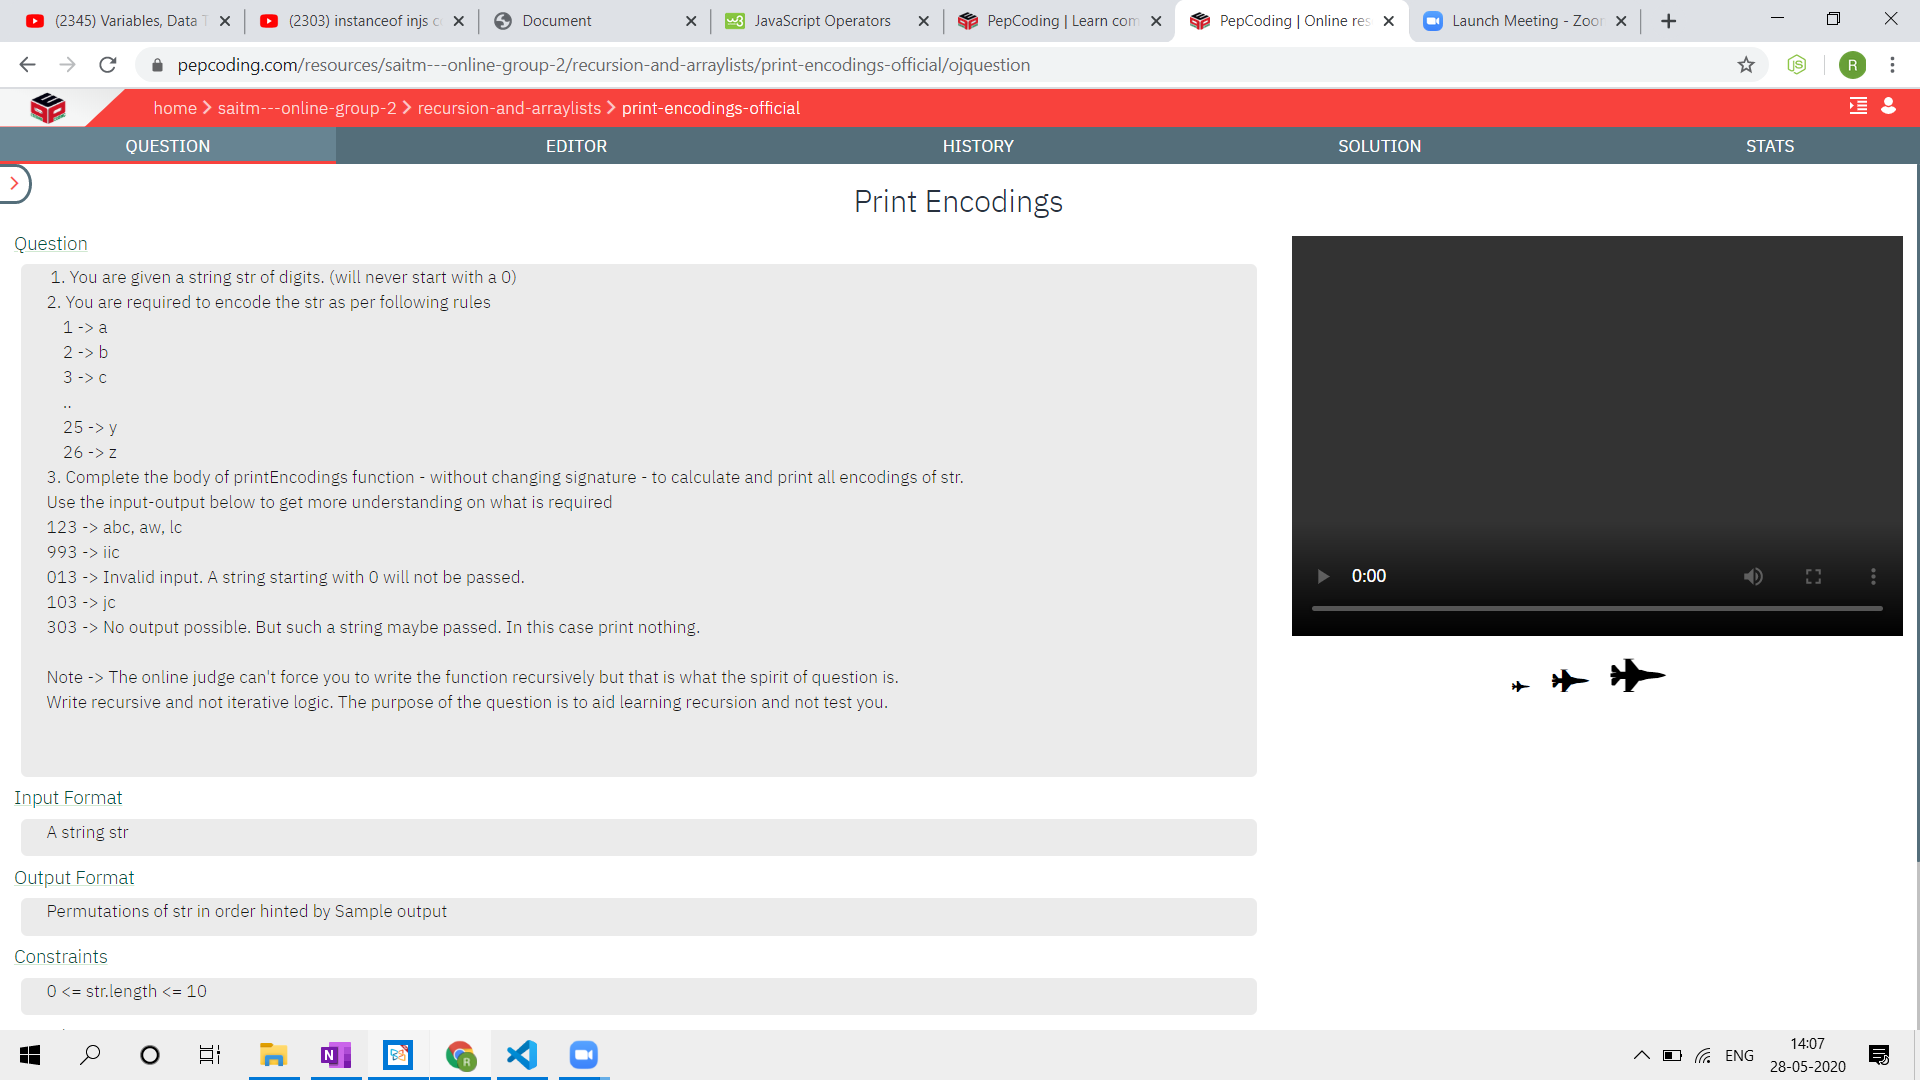 (2345) Variables, Data T
(2303) instanceof injs c
Document
JavaScript Operators
PepCoding | Learn com
PepCoding | Online res
Launch Meeting - Zoo
pepcoding.com/resources/saitm---online-group-2/recursion-and-arraylists/print-encodings-official/ojquestion
R
home > saitm---online-group-2 > recursion-and-arraylists > print-encodings-official
QUESTION
EDITOR
HISTORY
SOLUTION
STATS
Print Encodings
Question
1. You are given a string str of digits. (will never start with a 0)
2. You are required to encode the str as per following rules
1 -> a
2 -> b
3 -> c
..
25 -> y
26 -> z
3. Complete the body of printEncodings function - without changing signature - to calculate and print all encodings of str.
Use the input-output below to get more understanding on what is required
123 -> abc, aw, lc
993 -> iic
013 -> Invalid input. A string starting with 0 will not be passed.
103 -> jc
303 -> No output possible. But such a string maybe passed. In this case print nothing.
Note -> The online judge can't force you to write the function recursively but that is what the spirit of question is.
Write recursive and not iterative logic. The purpose of the question is to aid learning recursion and not test you.
0:00
Input Format
A string str
Output Format
Permutations of str in order hinted by Sample output
Constraints
0 <= str.length <= 10
ENG
14:07
28-05-2020